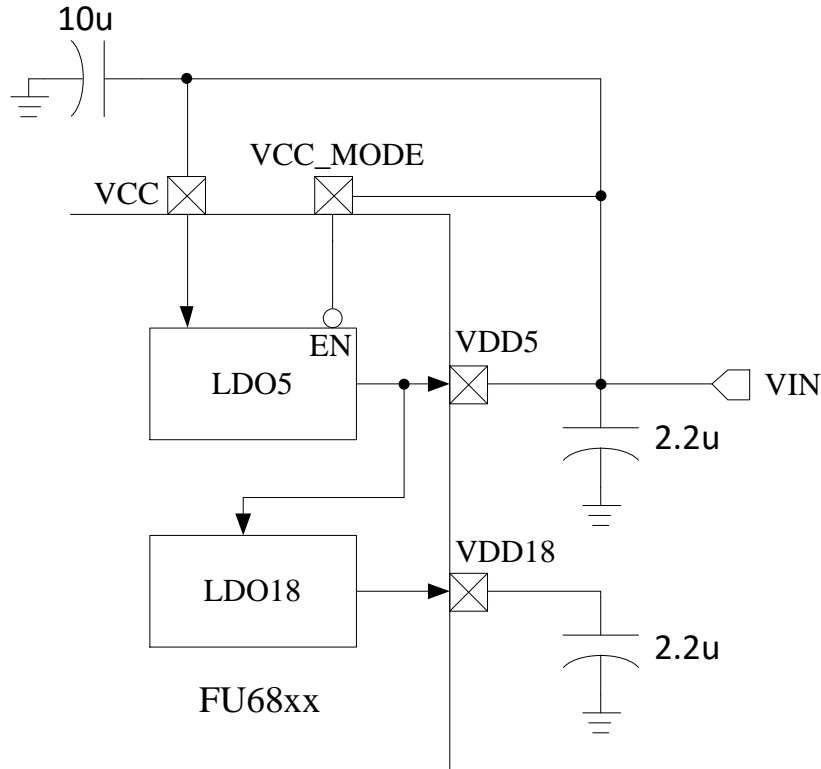 10u
VCC_MODE
VCC
EN
VDD5
LDO5
VIN
2.2u
VDD18
LDO18
2.2u
FU68xx